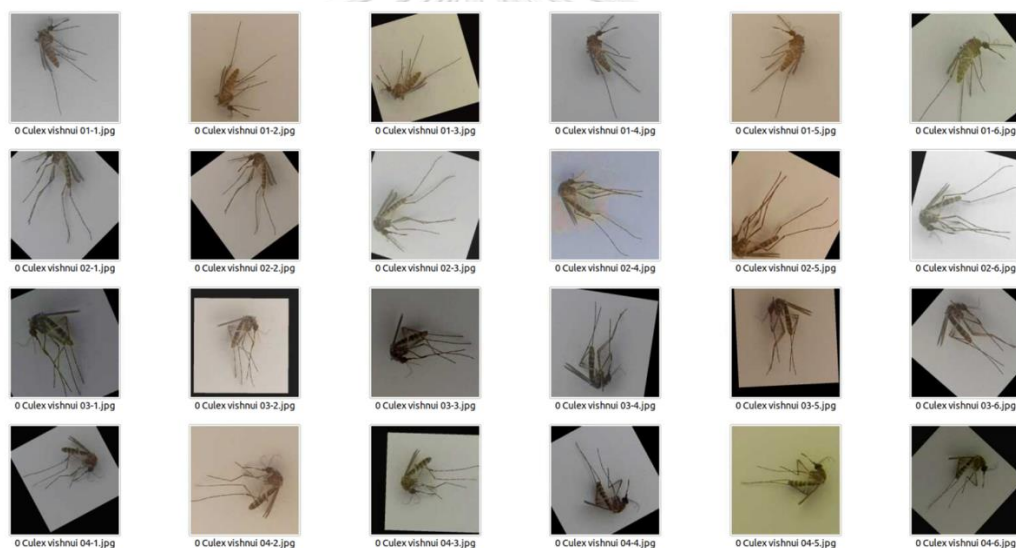 0 Culex vishnui 01-1.jpg 0 Culex vishnui 01-2.jpg 0 Culex vishnui 01-3.jpg 0 Culex vishnui 01-4.jpg 0 Culex vishnui 01-5.jpg 0 Culex vishnui 01-6.jpg
0 Culex vishnui 02-1.jpg 0 Culex vishnui 02-2.jpg 0 Culex vishnui 02-3.jpg 0 Culex vishnui 02-4.jpg 0 Culex vishnui 02-5.jpg 0 Culex vishnui 02-6.jpg
0 Culex vishnui 03-1.jpg 0 Culex vishnui 03-2.jpg 0 Culex vishnui 03-3.jpg 0 Culex vishnui 03-4.jpg 0 Culex vishnui 03-5.jpg 0 Culex vishnui 03-6.jpg
0 Culex vishnui 04-1.jpg 0 Culex vishnui 04-2.jpg 0 Culex vishnui 04-3.jpg 0 Culex vishnui 04-4.jpg 0 Culex vishnui 04-5.jpg 0 Culex vishnui 04-6.jpg